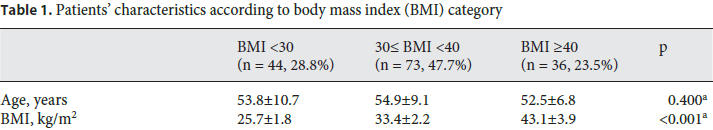 Table 1. Patients' characteristics according to body mass index (BMI) category
BMI <30 30≤ BMI <40 BMI ≥40 p
(n = 44, 28.8%) (n = 73, 47.7%) (n = 36, 23.5%)
Age, years 53.8±10.7 54.9±9.1 52.5±6.8 0.400ᵃ
BMI, kg/m² 25.7±1.8 33.4±2.2 43.1±3.9 <0.001ᵃ